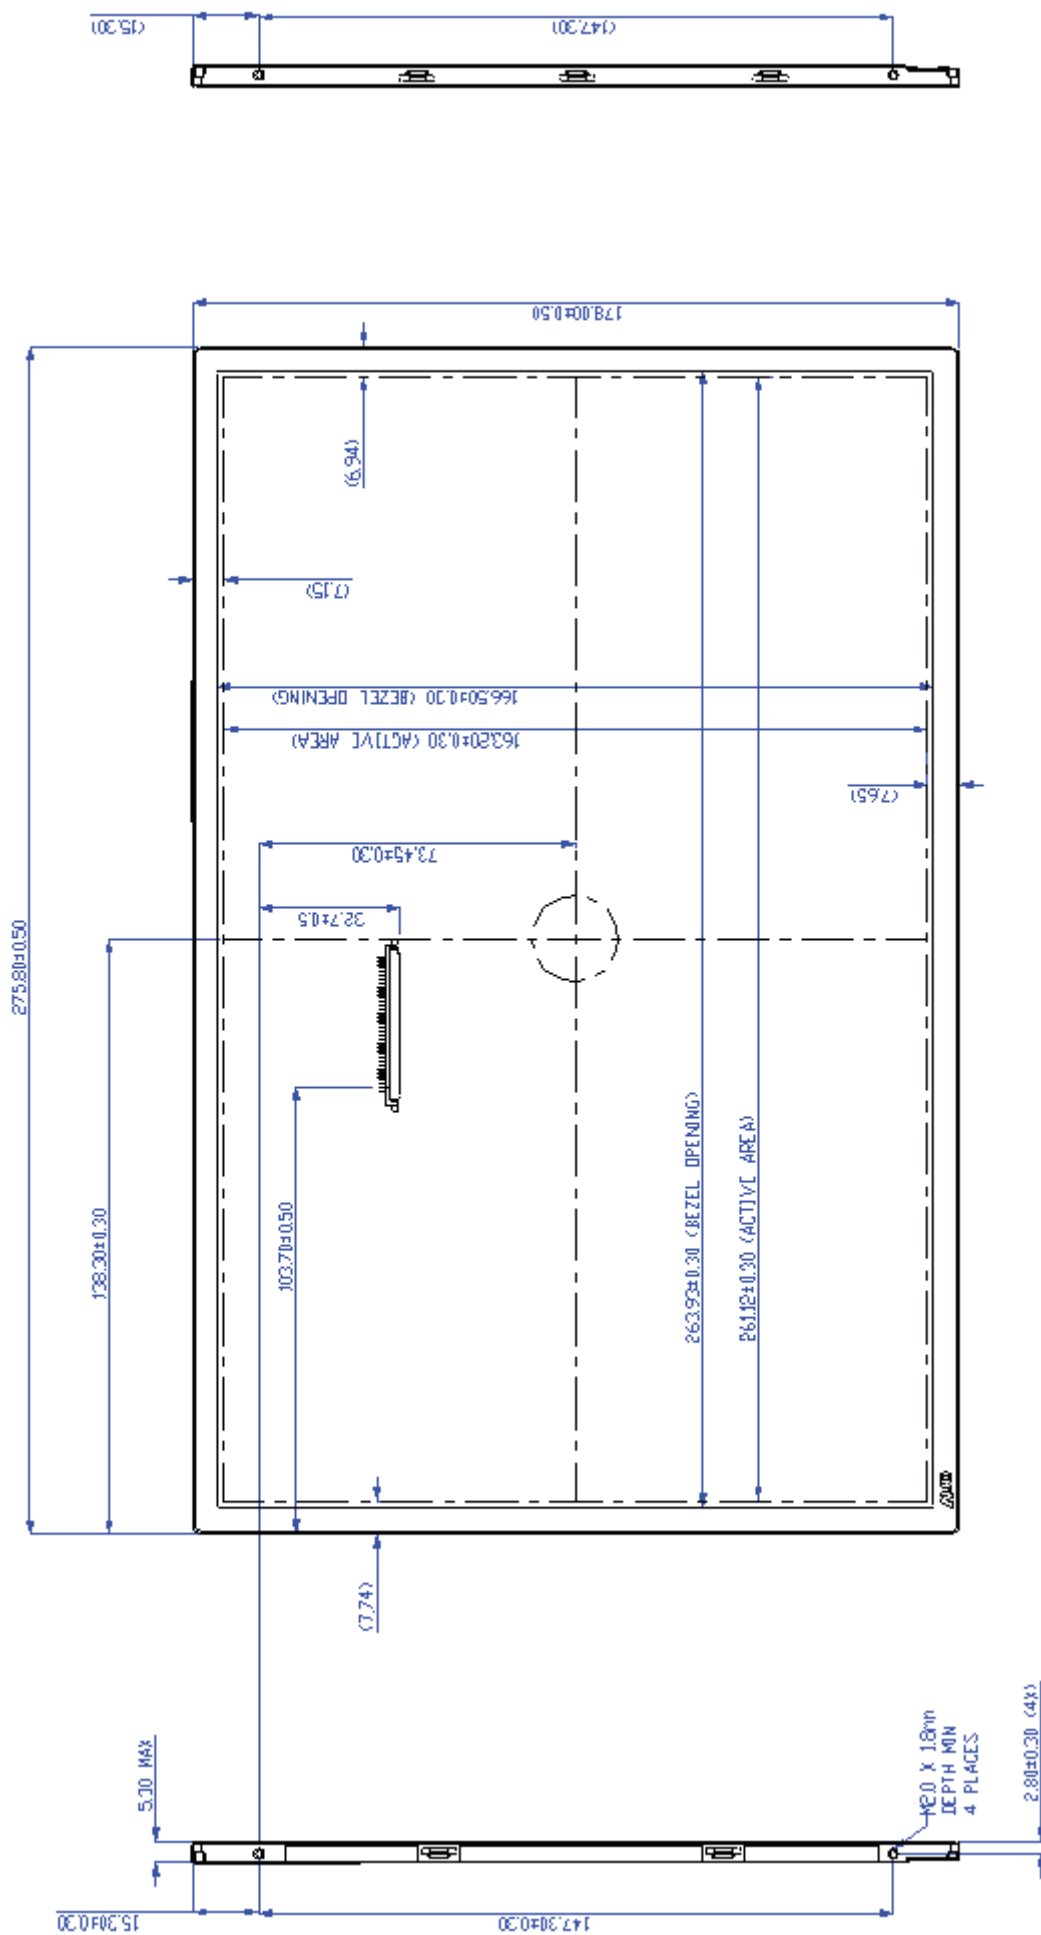 (15.30)
(147.30)
178.00±0.50
(6.94)
(7.15)
166.50±0.30 (BEZEL OPENING)
163.20±0.30 (ACTIVE AREA)
(7.65)
73.45±0.30
32.7±0.5
275.80±0.50
138.30±0.30
103.70±0.50
263.93±0.30 (BEZEL OPENING)
261.12±0.30 (ACTIVE AREA)
AUO
(7.74)
5.00 MAX
M2.0 X 1.8mm
DEPTH MIN
4 PLACES
2.80±0.30 (4X)
15.30±0.30
147.30±0.30